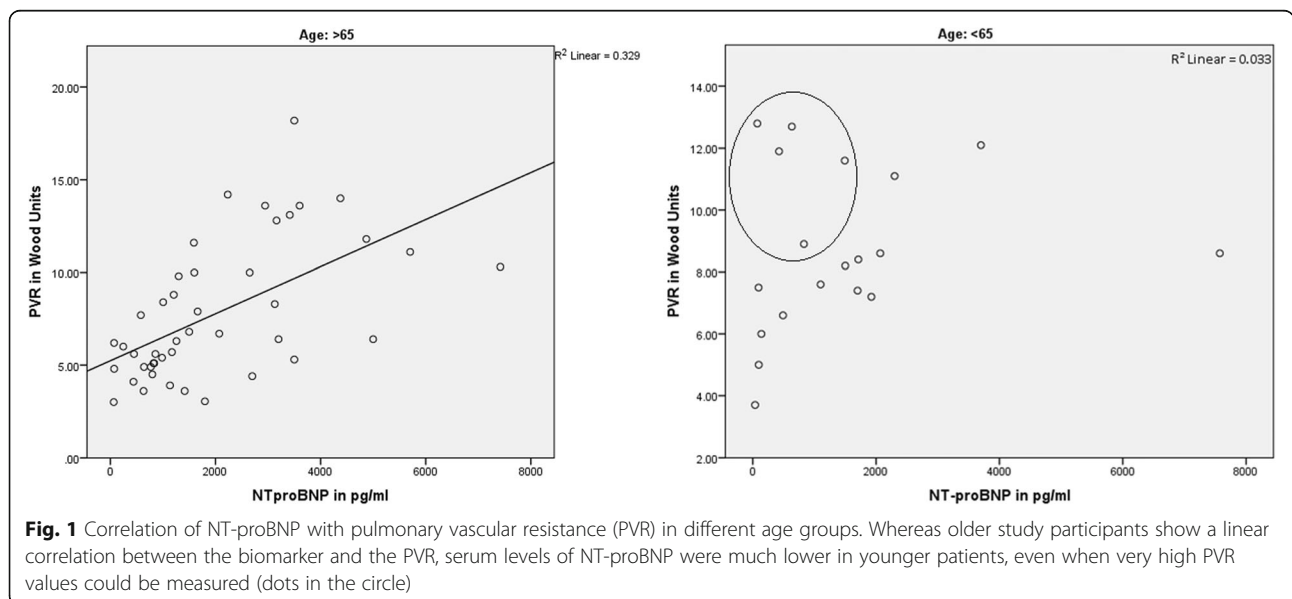 Age: >65
R² Linear = 0.329
20.00
15.00
10.00
5.00
.00
PVR in Wood Units
0 2000 4000 6000 8000
NTproBNP in pg/ml
Age: <65
R² Linear = 0.033
14.00
12.00
10.00
8.00
6.00
4.00
2.00
PVR in Wood Units
0 2000 4000 6000 8000
NT-proBNP in pg/ml
Fig. 1 Correlation of NT-proBNP with pulmonary vascular resistance (PVR) in different age groups. Whereas older study participants show a linear
correlation between the biomarker and the PVR, serum levels of NT-proBNP were much lower in younger patients, even when very high PVR
values could be measured (dots in the circle)